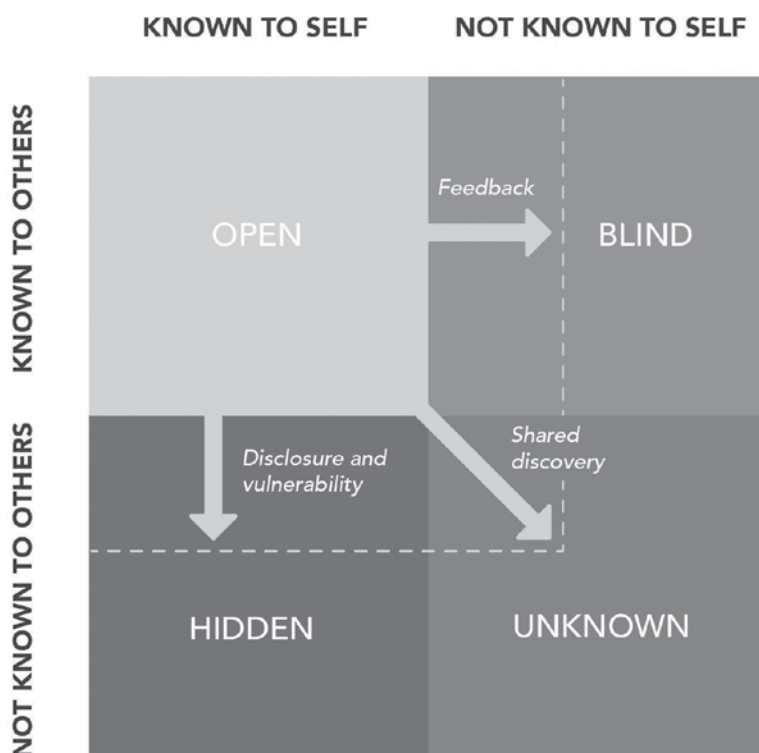 KNOWN TO SELF
NOT KNOWN TO SELF
KNOWN TO OTHERS
NOT KNOWN TO OTHERS
OPEN
Feedback
BLIND
Disclosure and
vulnerability
Shared
discovery
HIDDEN
UNKNOWN